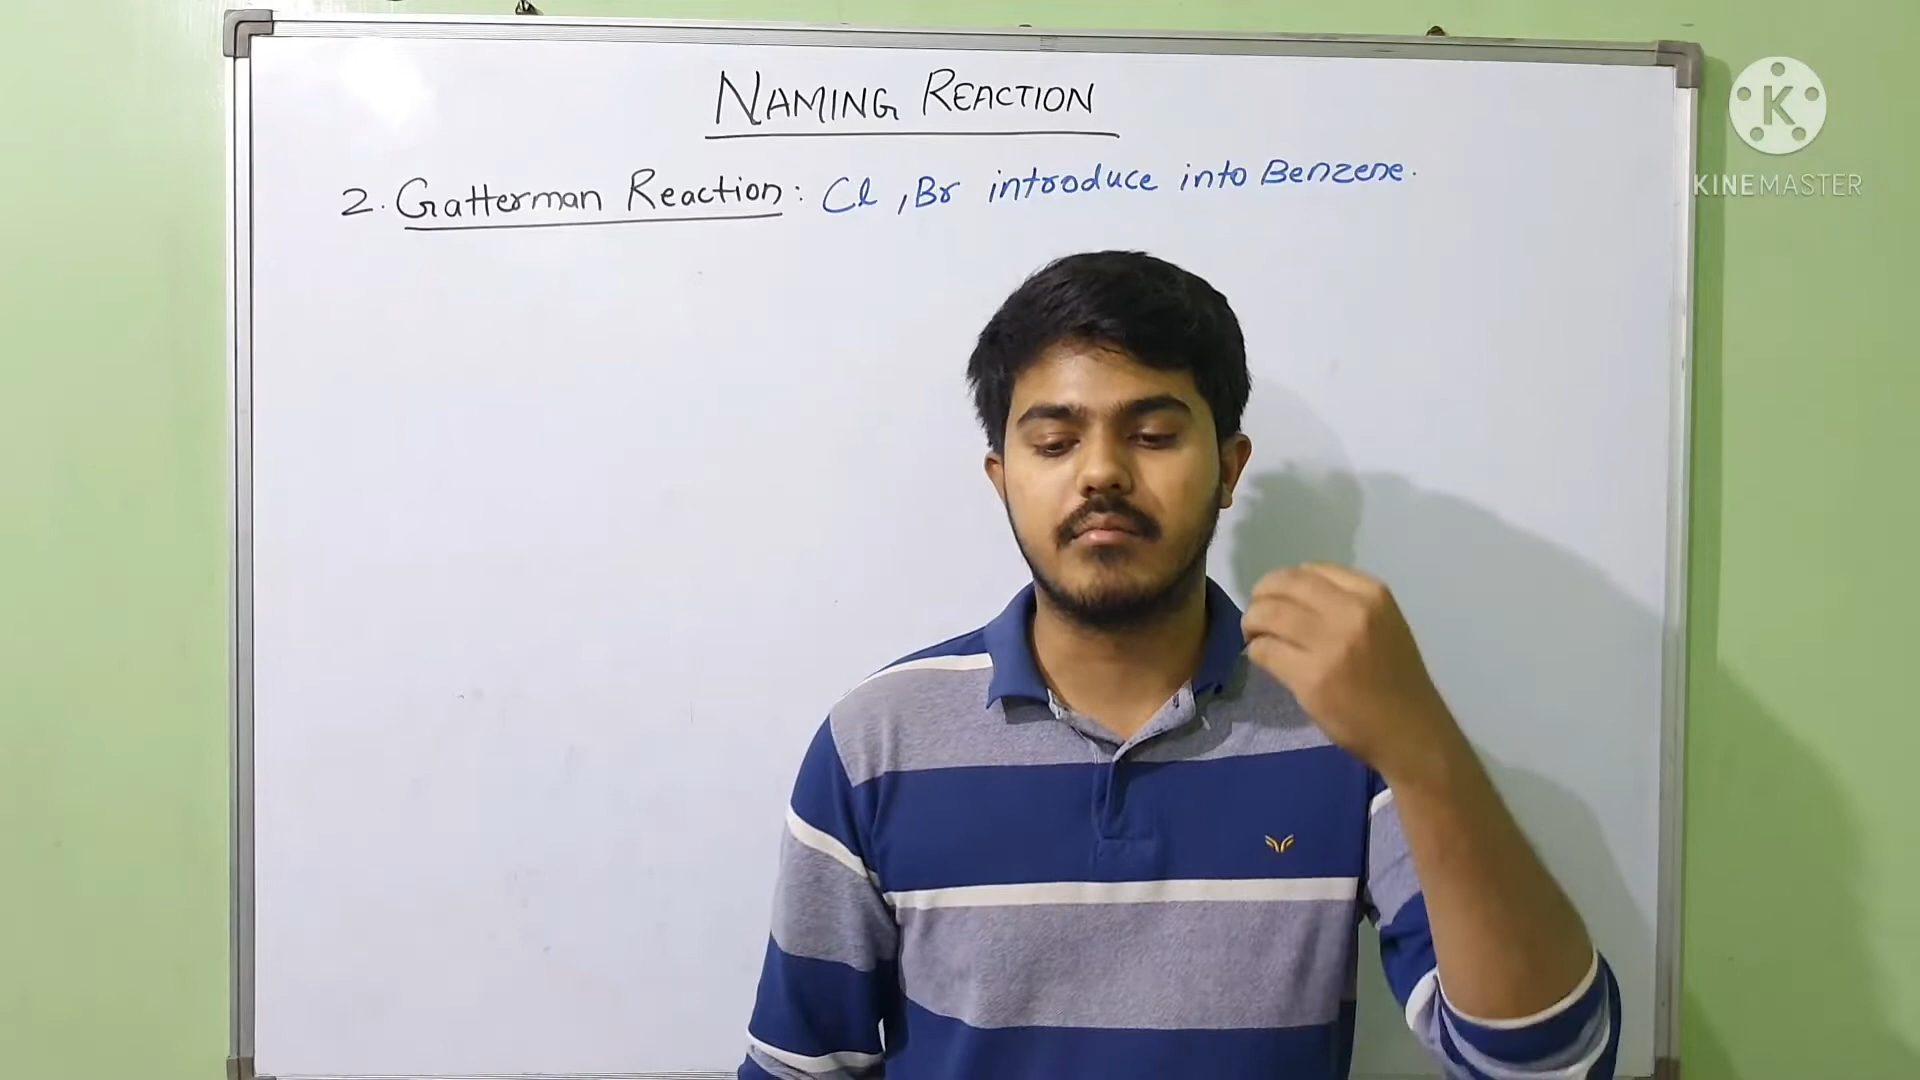 NAMING REACTION
2. Gatterman Reaction: Cl, Br introduce into Benzene.
K
KINEMASTER